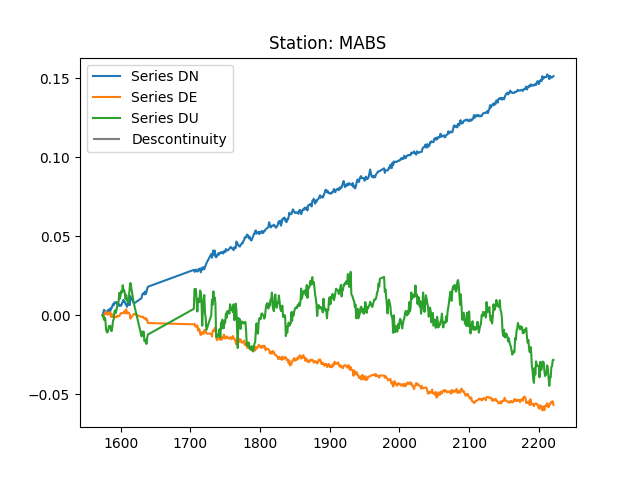 Station: MABS
Series DN
Series DE
Series DU
Descontinuity
0.15
0.10
0.05
0.00
−0.05
1600 1700 1800 1900 2000 2100 2200